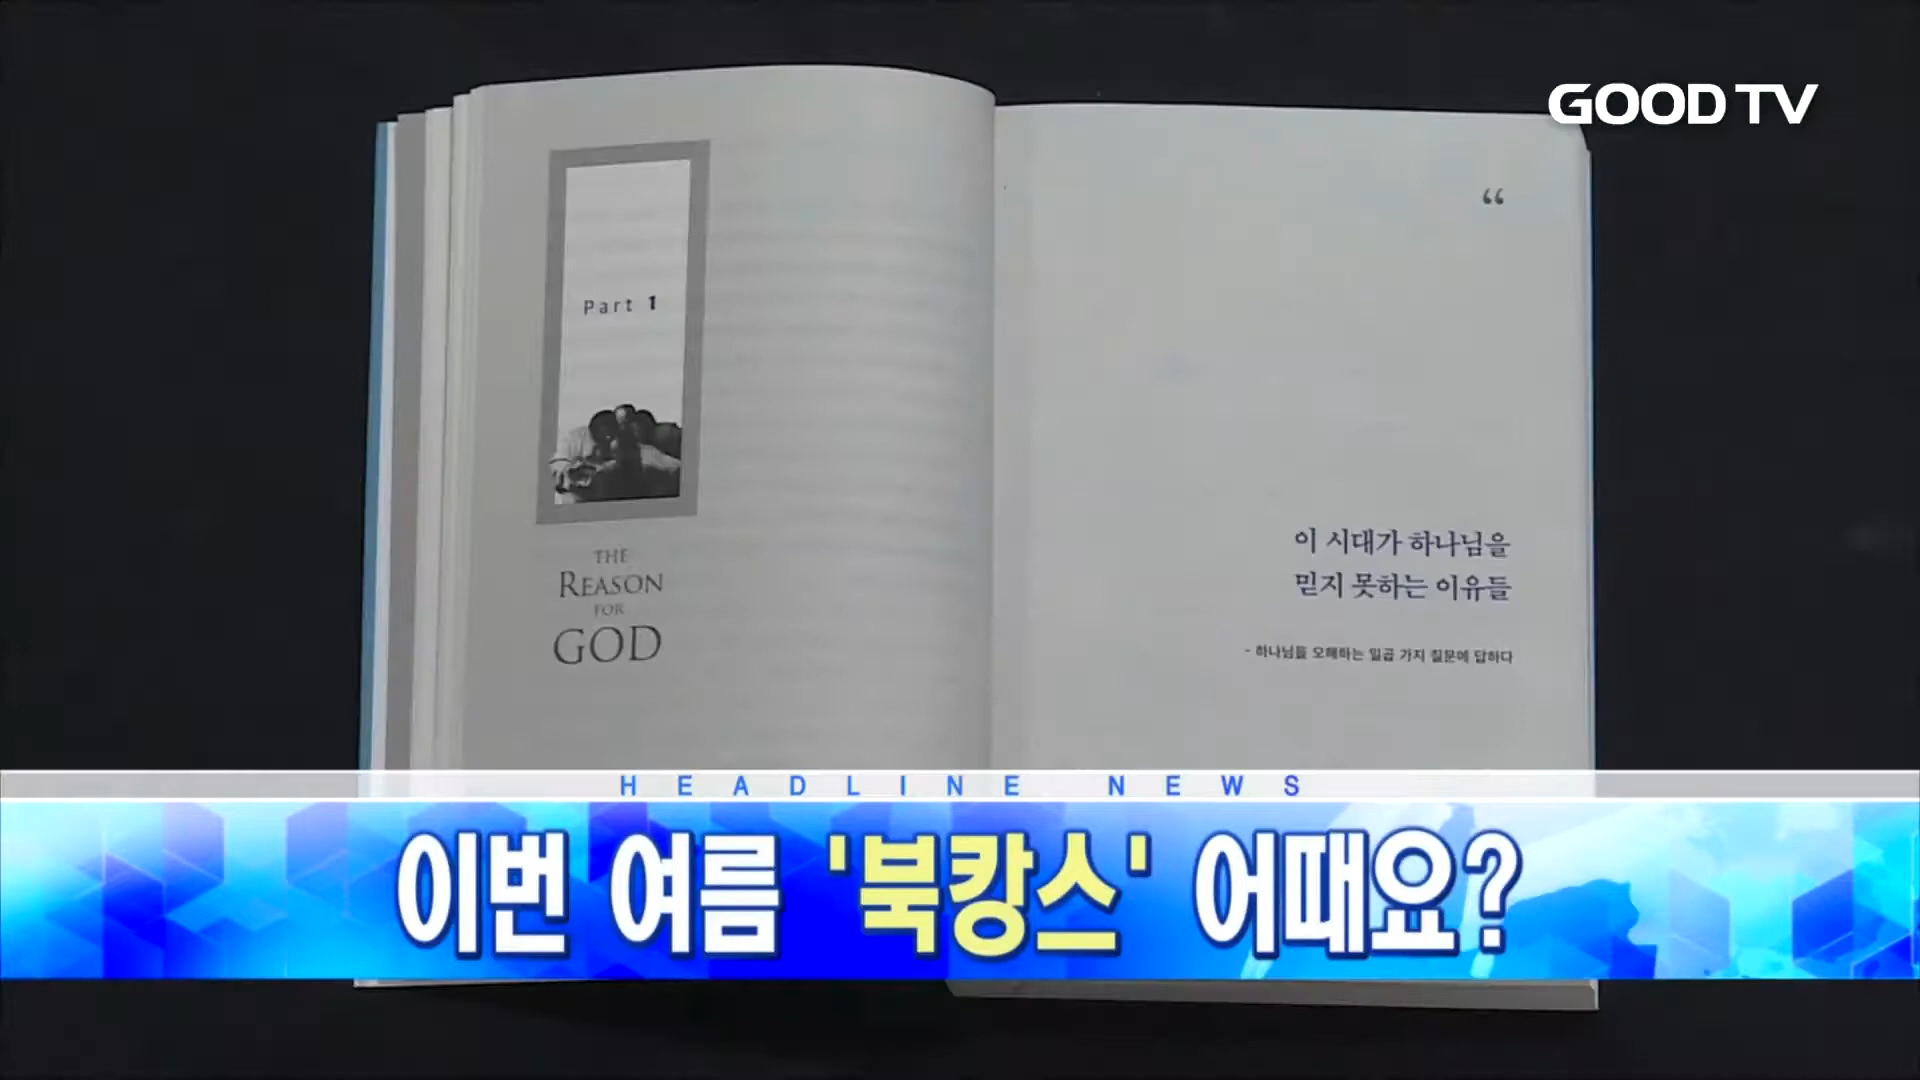 GOOD TV
Part 1
THE
REASON
FOR
GOD
“
이 시대가 하나님을
믿지 못하는 이유들
- 하나님을 오해하는 일곱 가지 질문에 답하다
HEADLINE NEWS
이번 여름 '북캉스' 어때요?